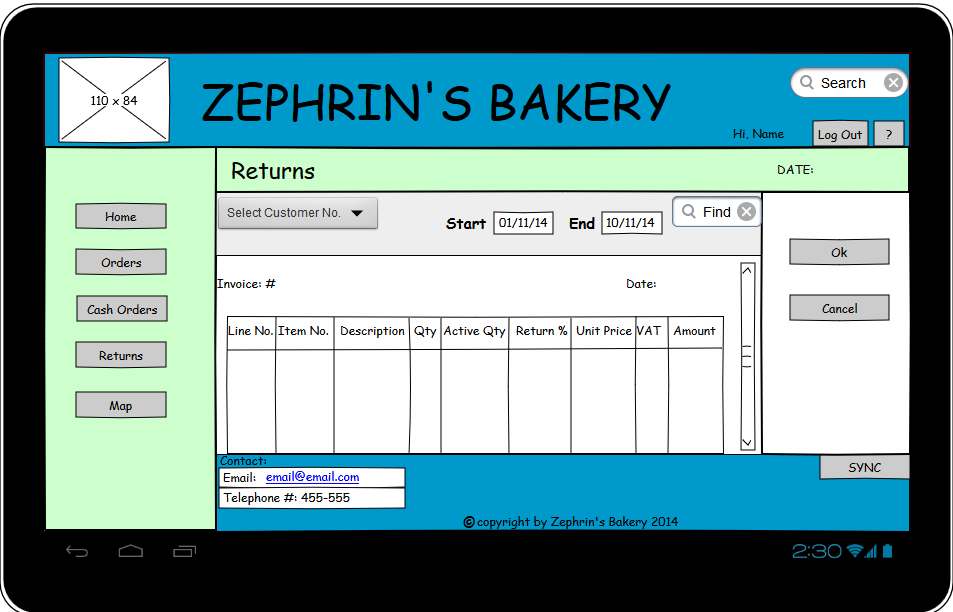 110 x 84
ZEPHRIN'S BAKERY
Search
Hi, Name
Log Out
?
Returns
DATE:
Home
Orders
Cash Orders
Returns
Map
Select Customer No.
Start 01/11/14 End 10/11/14
Find
Ok
Cancel
Invoice: # Date:
Line No. Item No. Description Qty Active Qty Return % Unit Price VAT Amount
Contact:
Email: email@email.com
Telephone #: 455-555
SYNC
© copyright by Zephrin's Bakery 2014
2:30